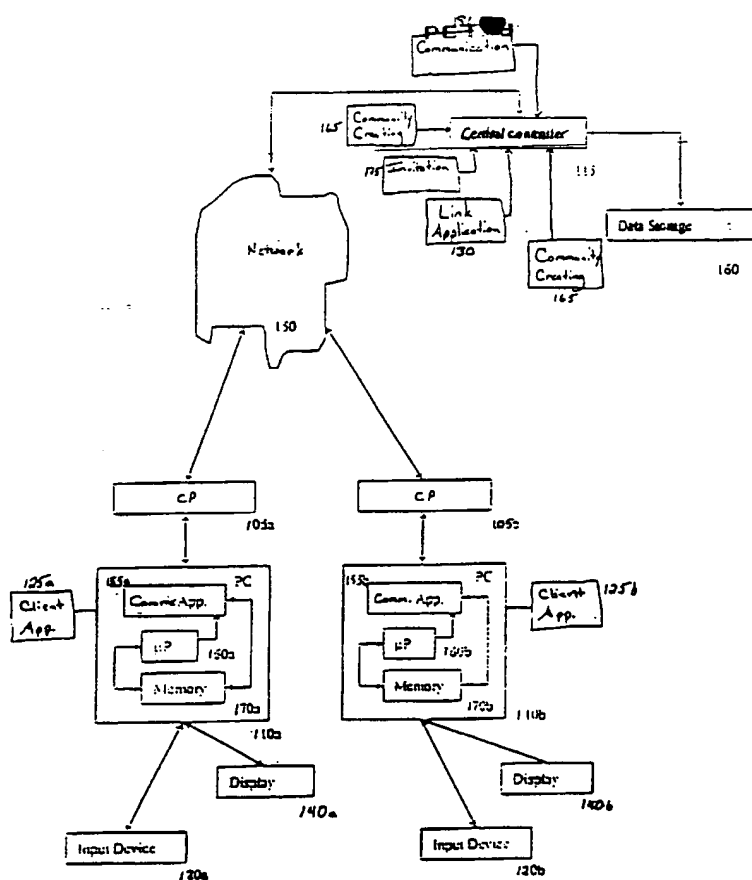 Communication
165
Community
Creating
Central Controller
115
175
Invitation
Link
Application
130
Data Storage
160
Community
Creating
165
Network
150
CP
105a
CP
105b
125a
Client
App.
155a
PC
Comm. App.
µP
160a
Memory
170a
110a
155b
PC
Comm. App.
µP
160b
Memory
170b
110b
Client
App.
125b
Display
140a
Display
140b
Input Device
120a
Input Device
120b